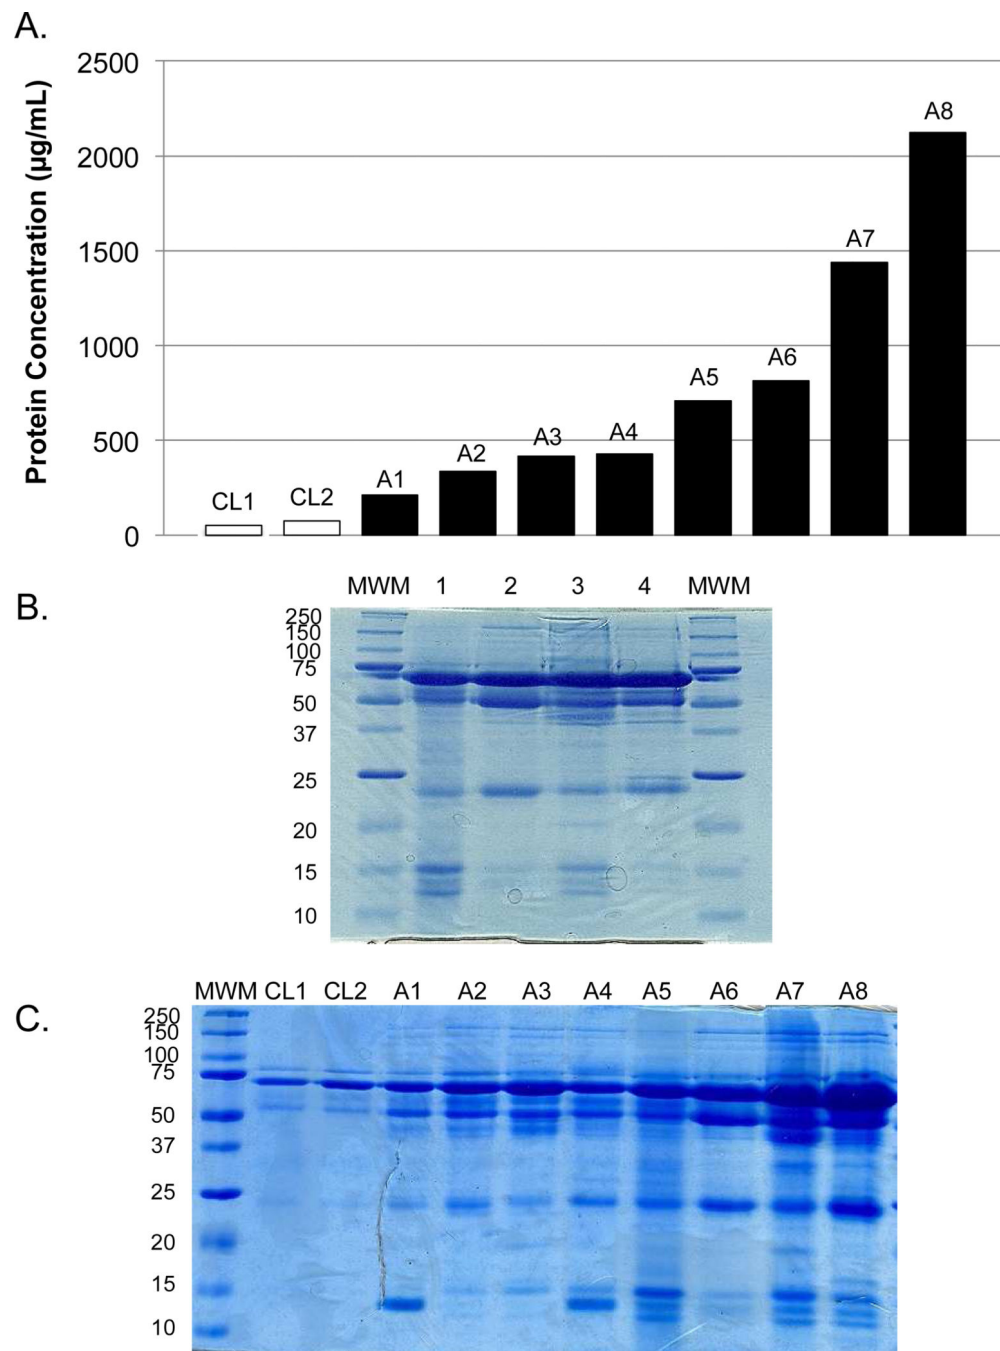 A.
Protein Concentration (µg/mL)
2500
2000
1500
1000
500
0
CL1
CL2
A1
A2
A3
A4
A5
A6
A7
A8
B.
MWM 1 2 3 4 MWM
250
150
100
75
50
37
25
20
15
10
C.
MWM CL1 CL2 A1 A2 A3 A4 A5 A6 A7 A8
250
150
100
75
50
37
25
20
15
10